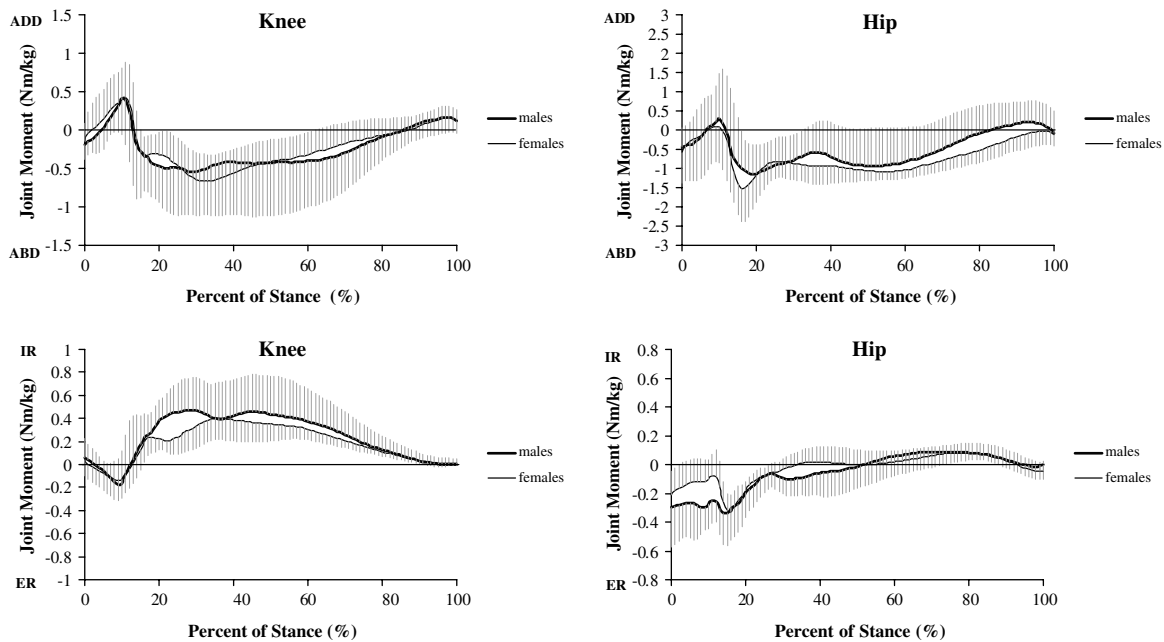 ADD
Knee
1.5
1
0.5
0
-0.5
-1
-1.5
ABD
Joint Moment (Nm/kg)
0 20 40 60 80 100
Percent of Stance (%)
males
females
ADD
Hip
3
2.5
2
1.5
1
0.5
0
-0.5
-1
-1.5
-2
-2.5
-3
ABD
Joint Moment (Nm/kg)
0 20 40 60 80 100
Percent of Stance (%)
males
females
IR
Knee
1
0.8
0.6
0.4
0.2
0
-0.2
-0.4
-0.6
-0.8
-1
ER
Joint Moment (Nm/kg)
0 20 40 60 80 100
Percent of Stance (%)
males
females
IR
Hip
0.8
0.6
0.4
0.2
0
-0.2
-0.4
-0.6
-0.8
ER
Joint Moment (Nm/kg)
0 20 40 60 80 100
Percent of Stance (%)
males
females